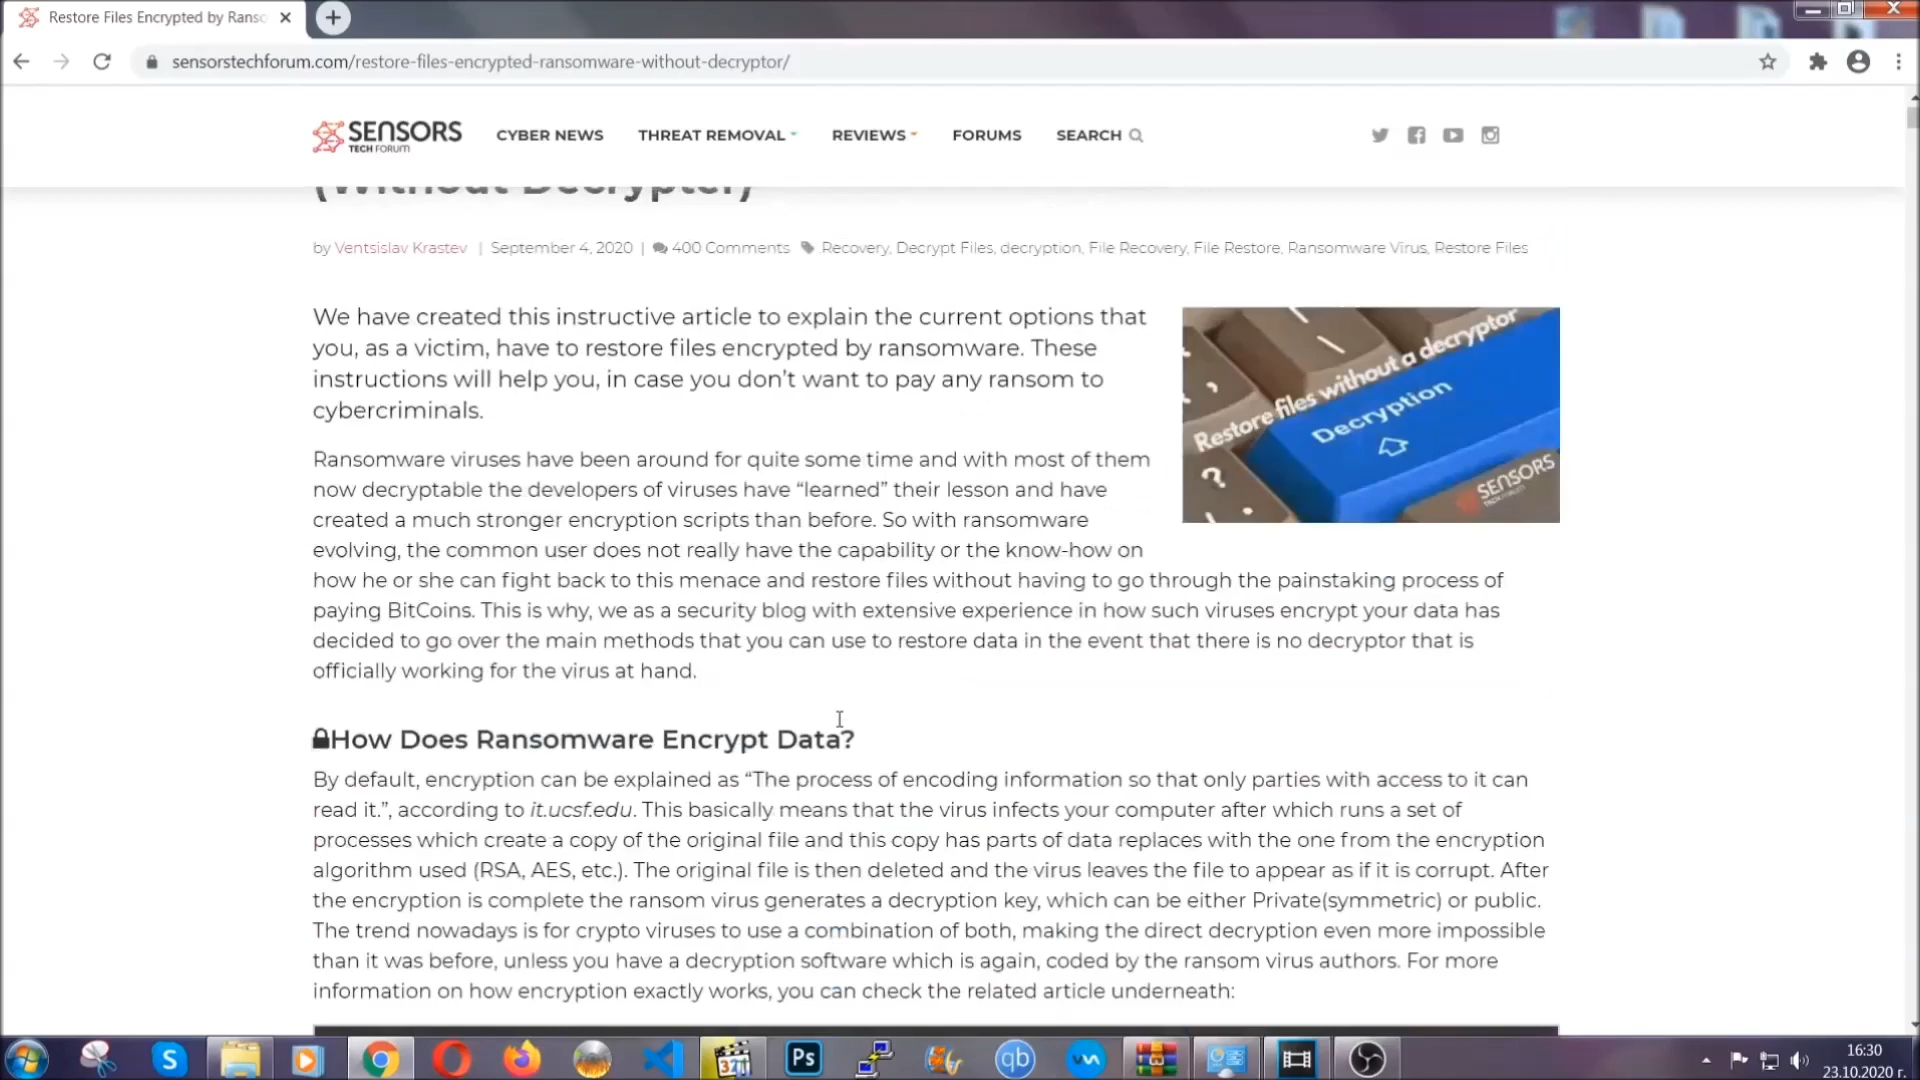 Restore Files Encrypted by Ranso
sensorstechforum.com/restore-files-encrypted-ransomware-without-decryptor/
SENSORS
TECH FORUM
CYBER NEWS
THREAT REMOVAL
REVIEWS
FORUMS
SEARCH
(Without Decrypter)
by Ventsislav Krastev | September 4, 2020 | 400 Comments Recovery, Decrypt Files, decryption, File Recovery, File Restore, Ransomware Virus, Restore Files
We have created this instructive article to explain the current options that
you, as a victim, have to restore files encrypted by ransomware. These
instructions will help you, in case you don’t want to pay any ransom to
cybercriminals.
Restore files without a decryptor
Decryption
SENSORS
Ransomware viruses have been around for quite some time and with most of them
now decryptable the developers of viruses have “learned” their lesson and have
created a much stronger encryption scripts than before. So with ransomware
evolving, the common user does not really have the capability or the know-how on
how he or she can fight back to this menace and restore files without having to go through the painstaking process of
paying BitCoins. This is why, we as a security blog with extensive experience in how such viruses encrypt your data has
decided to go over the main methods that you can use to restore data in the event that there is no decryptor that is
officially working for the virus at hand.
How Does Ransomware Encrypt Data?
By default, encryption can be explained as “The process of encoding information so that only parties with access to it can
read it.”, according to it.ucsf.edu. This basically means that the virus infects your computer after which runs a set of
processes which create a copy of the original file and this copy has parts of data replaces with the one from the encryption
algorithm used (RSA, AES, etc.). The original file is then deleted and the virus leaves the file to appear as if it is corrupt. After
the encryption is complete the ransom virus generates a decryption key, which can be either Private(symmetric) or public.
The trend nowadays is for crypto viruses to use a combination of both, making the direct decryption even more impossible
than it was before, unless you have a decryption software which is again, coded by the ransom virus authors. For more
information on how encryption exactly works, you can check the related article underneath:
S
321
Ps
qb
16:30
23.10.2020 г.